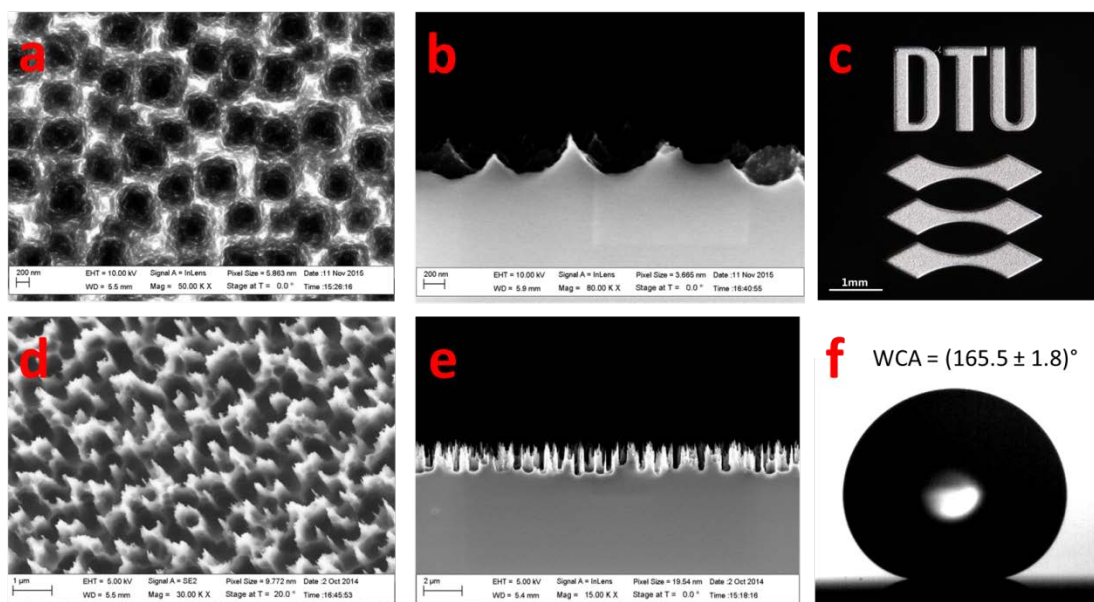 a
200 nm
EHT = 10.00 kV Signal A = InLens Pixel Size = 5.863 nm Date :11 Nov 2015
WD = 5.5 mm Mag = 50.00 K X Stage at T = 0.0 ° Time :15:26:16
b
200 nm
EHT = 10.00 kV Signal A = InLens Pixel Size = 3.665 nm Date :11 Nov 2015
WD = 5.9 mm Mag = 80.00 K X Stage at T = 0.0 ° Time :16:40:55
c
DTU
1mm
d
1 µm
EHT = 5.00 kV Signal A = SE2 Pixel Size = 9.772 nm Date :2 Oct 2014
WD = 5.5 mm Mag = 30.00 K X Stage at T = 20.0 ° Time :16:45:53
e
2 µm
EHT = 5.00 kV Signal A = InLens Pixel Size = 19.54 nm Date :2 Oct 2014
WD = 5.4 mm Mag = 15.00 K X Stage at T = 0.0 ° Time :15:18:16
f
WCA = (165.5 ± 1.8)°